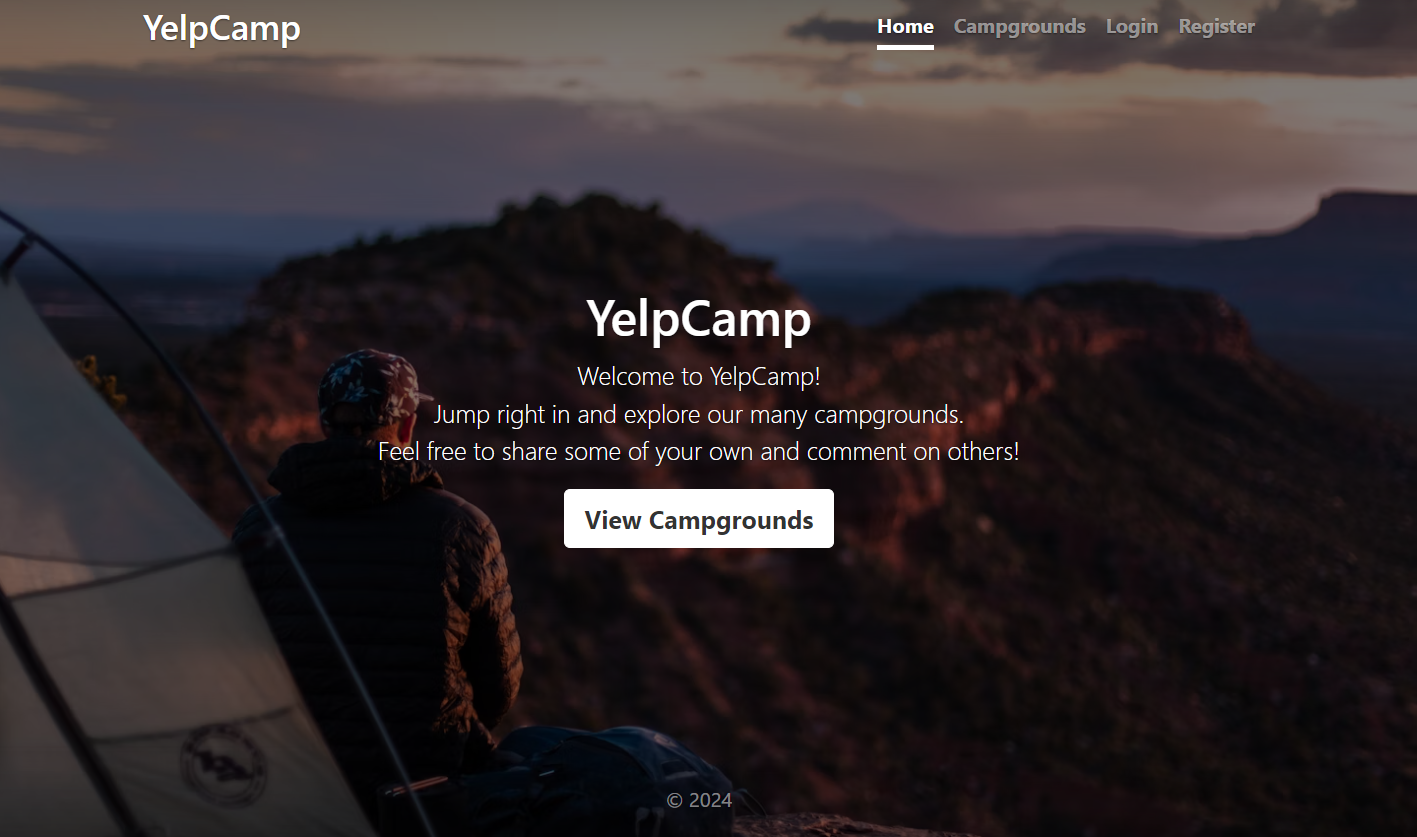 YelpCamp
Home Campgrounds Login Register
YelpCamp
Welcome to YelpCamp!
Jump right in and explore our many campgrounds.
Feel free to share some of your own and comment on others!
View Campgrounds
© 2024